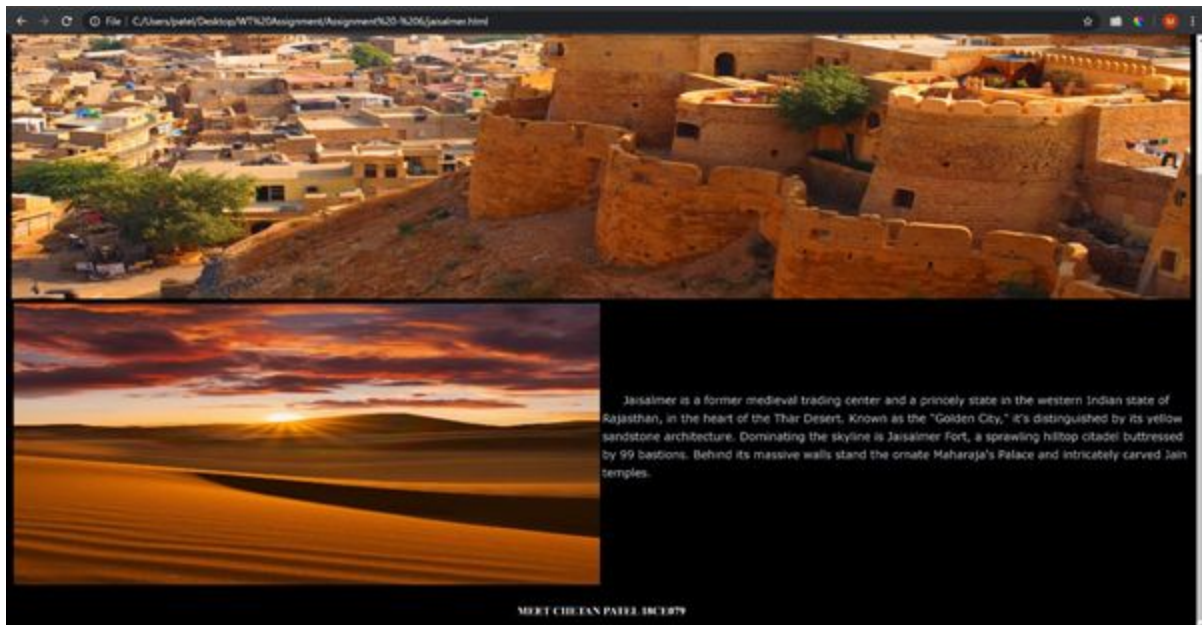 File | C:/Users/patel/Desktop/WT%20Assignment/Assignment%20-%206/jaisalmer.html
M
Jaisalmer is a former medieval trading center and a princely state in the western Indian state of
Rajasthan, in the heart of the Thar Desert. Known as the "Golden City," it's distinguished by its yellow
sandstone architecture. Dominating the skyline is Jaisalmer Fort, a sprawling hilltop citadel buttressed
by 99 bastions. Behind its massive walls stand the ornate Maharaja's Palace and intricately carved Jain
temples.
MEET CHETAN PATEL 18CE079